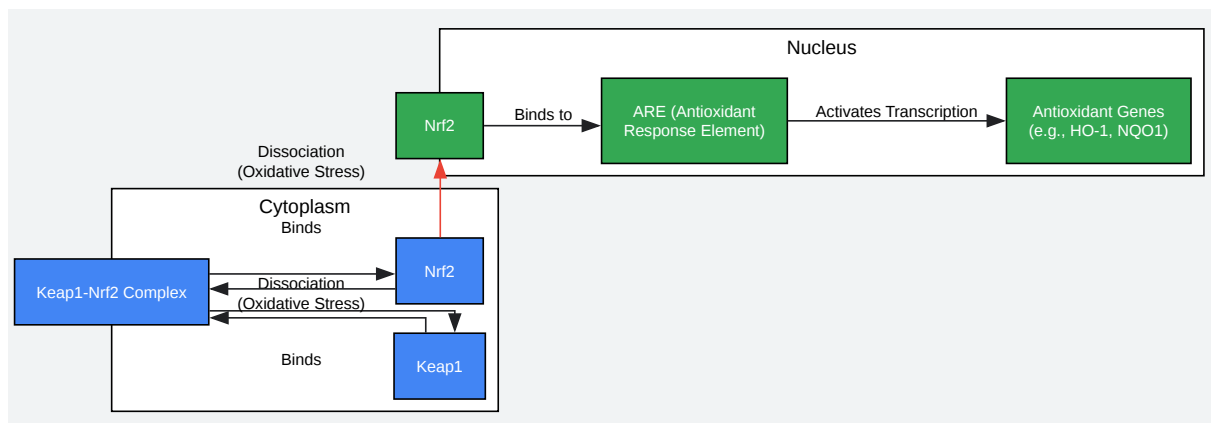 Nucleus
Nrf2
Binds to
ARE (Antioxidant
Response Element)
Activates Transcription
Antioxidant Genes
(e.g., HO-1, NQO1)
Dissociation
(Oxidative Stress)
Cytoplasm
Binds
Keap1-Nrf2 Complex
Nrf2
Dissociation
(Oxidative Stress)
Binds
Keap1